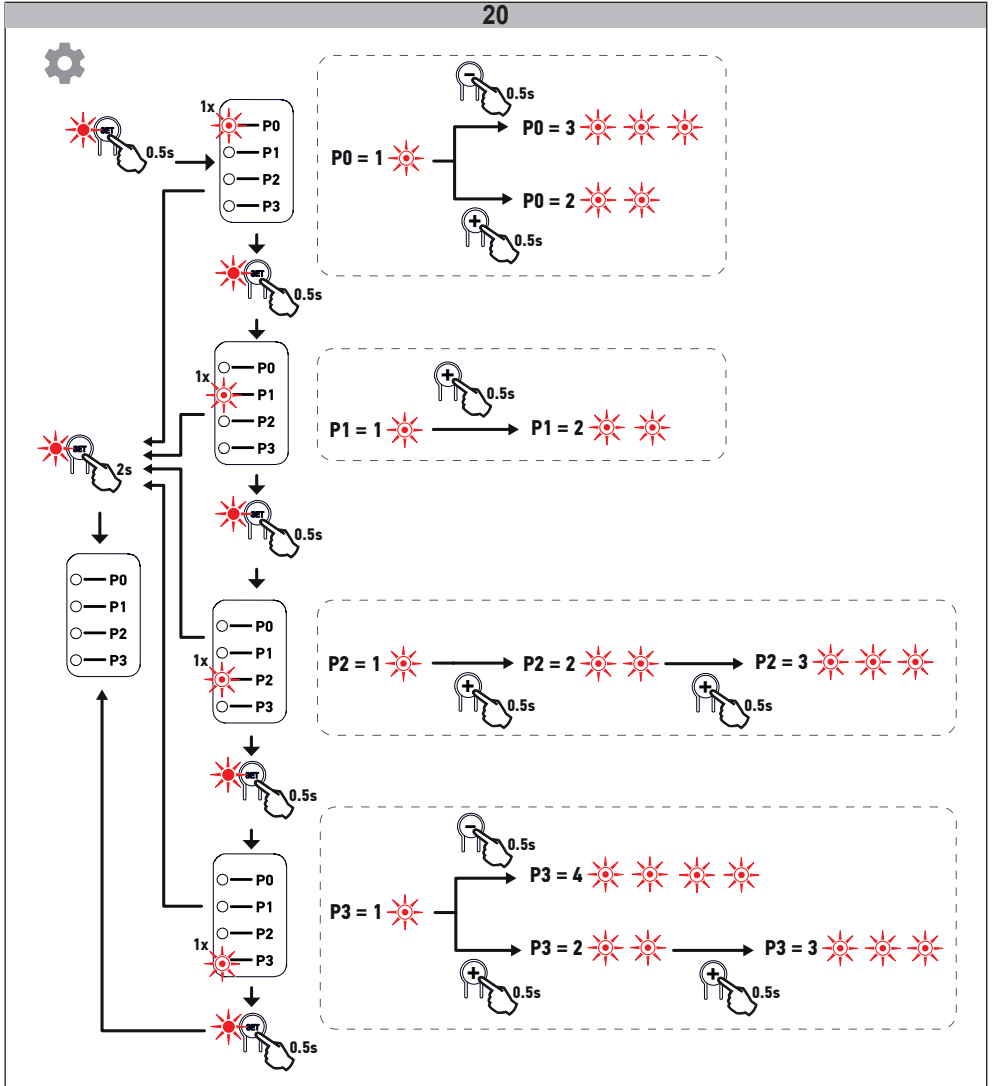 20
1x
SET
0.5s
P0
P1
P2
P3
−
0.5s
P0 = 1
P0 = 3
P0 = 2
+
0.5s
SET
0.5s
1x
P0
P1
P2
P3
+
0.5s
P1 = 1
P1 = 2
SET
2s
SET
0.5s
P0
P1
P2
P3
1x
P0
P1
P2
P3
P2 = 1
P2 = 2
P2 = 3
+
0.5s
+
0.5s
SET
0.5s
1x
P0
P1
P2
P3
−
0.5s
P3 = 1
P3 = 4
P3 = 2
P3 = 3
+
0.5s
+
0.5s
SET
0.5s